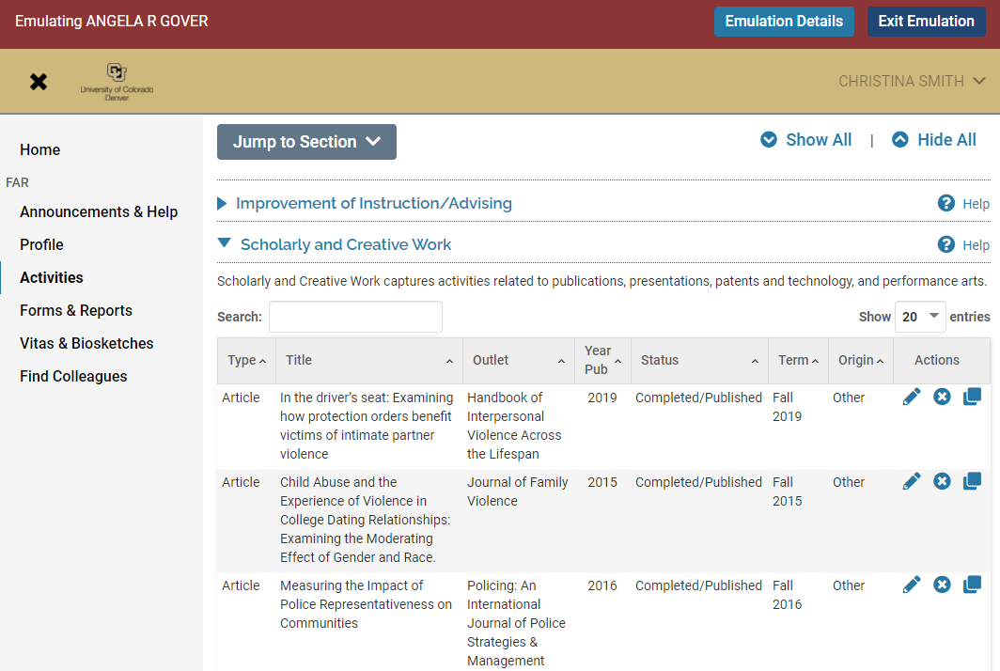 Emulating ANGELA R GOVER
Emulation Details
Exit Emulation
University of Colorado
Denver
CHRISTINA SMITH
Home
FAR
Announcements & Help
Profile
Activities
Forms & Reports
Vitas & Biosketches
Find Colleagues
Jump to Section
Show All | Hide All
Improvement of Instruction/Advising
Help
Scholarly and Creative Work
Help
Scholarly and Creative Work captures activities related to publications, presentations, patents and technology, and performance arts.
Search:
Show 20 entries
Type Title Outlet Year Pub Status Term Origin Actions
Article
In the driver’s seat: Examining
how protection orders benefit
victims of intimate partner
violence
Handbook of
Interpersonal
Violence Across
the Lifespan
2019
Completed/Published
Fall
2019
Other
Article
Child Abuse and the
Experience of Violence in
College Dating Relationships:
Examining the Moderating
Effect of Gender and Race.
Journal of Family
Violence
2015
Completed/Published
Fall
2015
Other
Article
Measuring the Impact of
Police Representativeness on
Communities
Policing: An
International
Journal of Police
Strategies &
Management
2016
Completed/Published
Fall
2016
Other